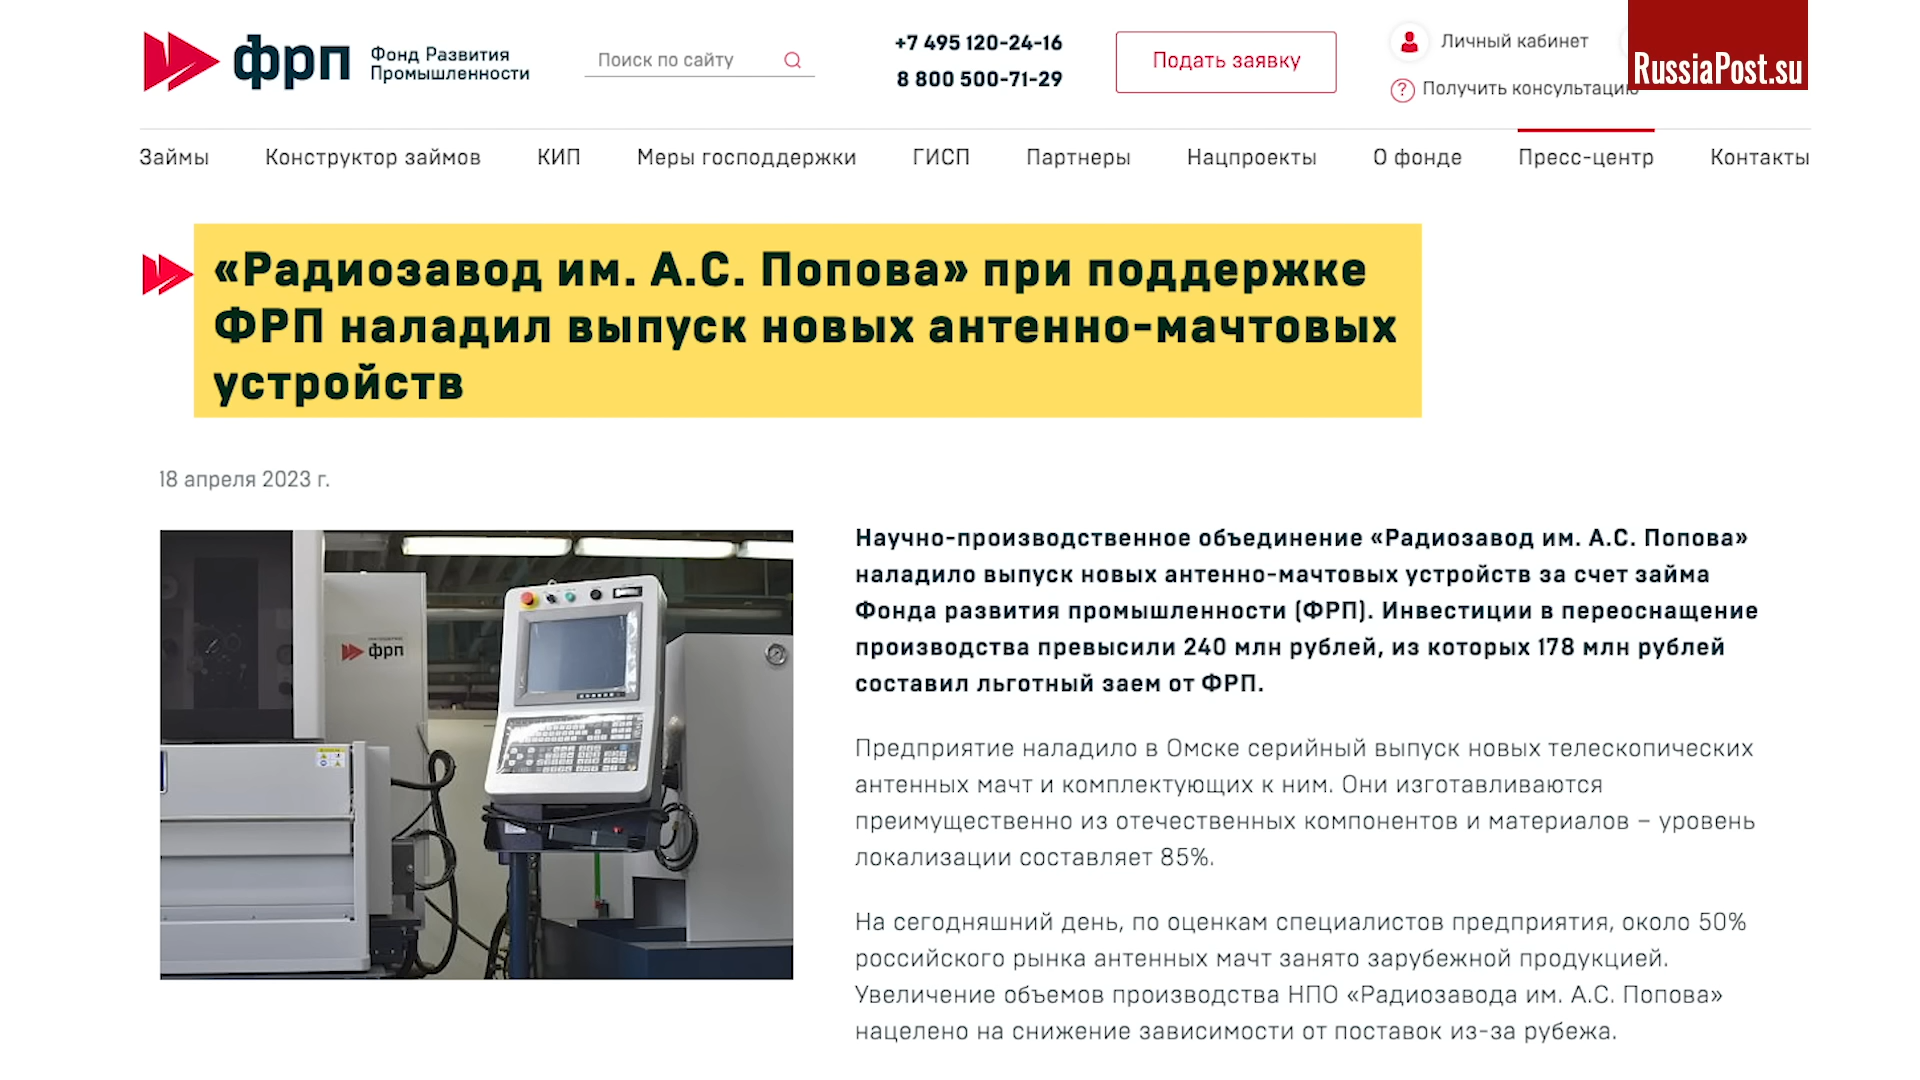 фрп
Фонд Развития
Промышленности
Поиск по сайту
+7 495 120-24-16
8 800 500-71-29
Подать заявку
Личный кабинет
? Получить консультацию
RussiaPost.su
Займы Конструктор займов КИП Меры господдержки ГИСП Партнеры Нацпроекты О фонде Пресс-центр Контакты
«Радиозавод им. А.С. Попова» при поддержке
ФРП наладил выпуск новых антенно-мачтовых
устройств
18 апреля 2023 г.
фрп
Научно-производственное объединение «Радиозавод им. А.С. Попова»
наладило выпуск новых антенно-мачтовых устройств за счет займа
Фонда развития промышленности (ФРП). Инвестиции в переоснащение
производства превысили 240 млн рублей, из которых 178 млн рублей
составил льготный заем от ФРП.
Предприятие наладило в Омске серийный выпуск новых телескопических
антенных мачт и комплектующих к ним. Они изготавливаются
преимущественно из отечественных компонентов и материалов – уровень
локализации составляет 85%.
На сегодняшний день, по оценкам специалистов предприятия, около 50%
российского рынка антенных мачт занято зарубежной продукцией.
Увеличение объемов производства НПО «Радиозавода им. А.С. Попова»
нацелено на снижение зависимости от поставок из-за рубежа.